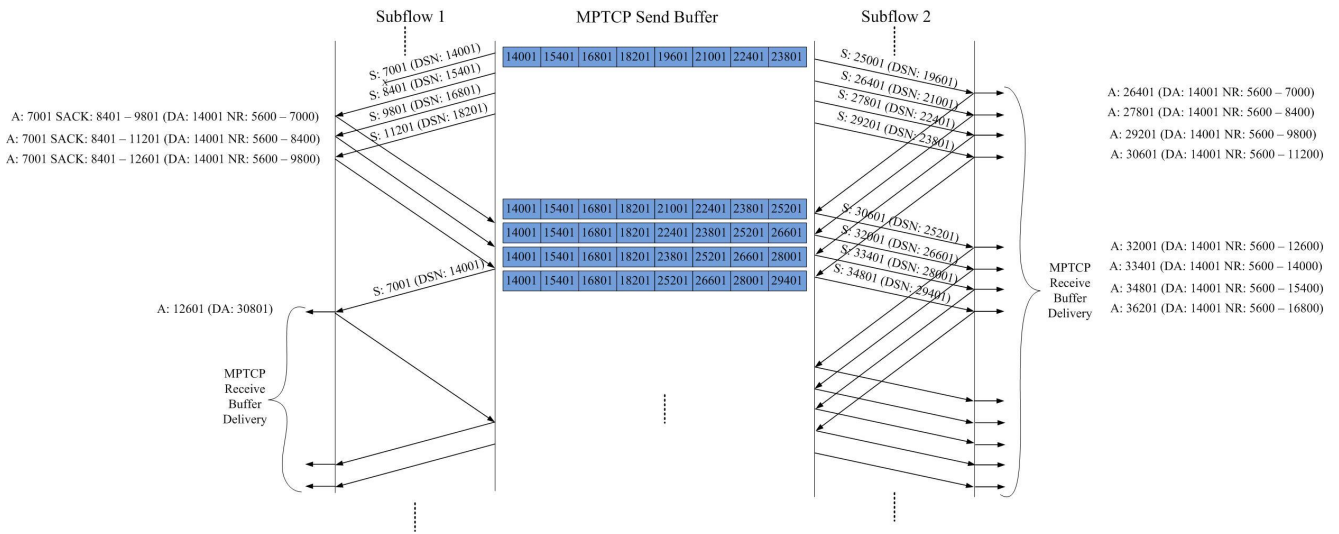 Subflow 1
MPTCP Send Buffer
Subflow 2
14001 15401 16801 18201 19601 21001 22401 23801
S: 7001 (DSN: 14001)
S: 8401 (DSN: 15401)
S: 9801 (DSN: 16801)
S: 11201 (DSN: 18201)
S: 25001 (DSN: 19601)
S: 26401 (DSN: 21001)
S: 27801 (DSN: 22401)
S: 29201 (DSN: 23801)
A: 7001 SACK: 8401 – 9801 (DA: 14001 NR: 5600 – 7000)
A: 7001 SACK: 8401 – 11201 (DA: 14001 NR: 5600 – 8400)
A: 7001 SACK: 8401 – 12601 (DA: 14001 NR: 5600 – 9800)
A: 26401 (DA: 14001 NR: 5600 – 7000)
A: 27801 (DA: 14001 NR: 5600 – 8400)
A: 29201 (DA: 14001 NR: 5600 – 9800)
A: 30601 (DA: 14001 NR: 5600 – 11200)
14001 15401 16801 18201 21001 22401 23801 25201
14001 15401 16801 18201 22401 23801 25201 26601
14001 15401 16801 18201 23801 25201 26601 28001
14001 15401 16801 18201 25201 26601 28001 29401
S: 30601 (DSN: 25201)
S: 32001 (DSN: 26601)
S: 33401 (DSN: 28001)
S: 34801 (DSN: 29401)
A: 32001 (DA: 14001 NR: 5600 – 12600)
A: 33401 (DA: 14001 NR: 5600 – 14000)
A: 34801 (DA: 14001 NR: 5600 – 15400)
A: 36201 (DA: 14001 NR: 5600 – 16800)
MPTCP
Receive
Buffer
Delivery
S: 7001 (DSN: 14001)
A: 12601 (DA: 30801)
MPTCP
Receive
Buffer
Delivery